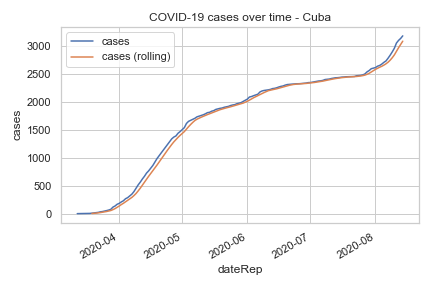 COVID-19 cases over time - Cuba
cases
cases (rolling)
3000
2500
2000
1500
1000
500
0
cases
2020-04
2020-05
2020-06
2020-07
2020-08
dateRep